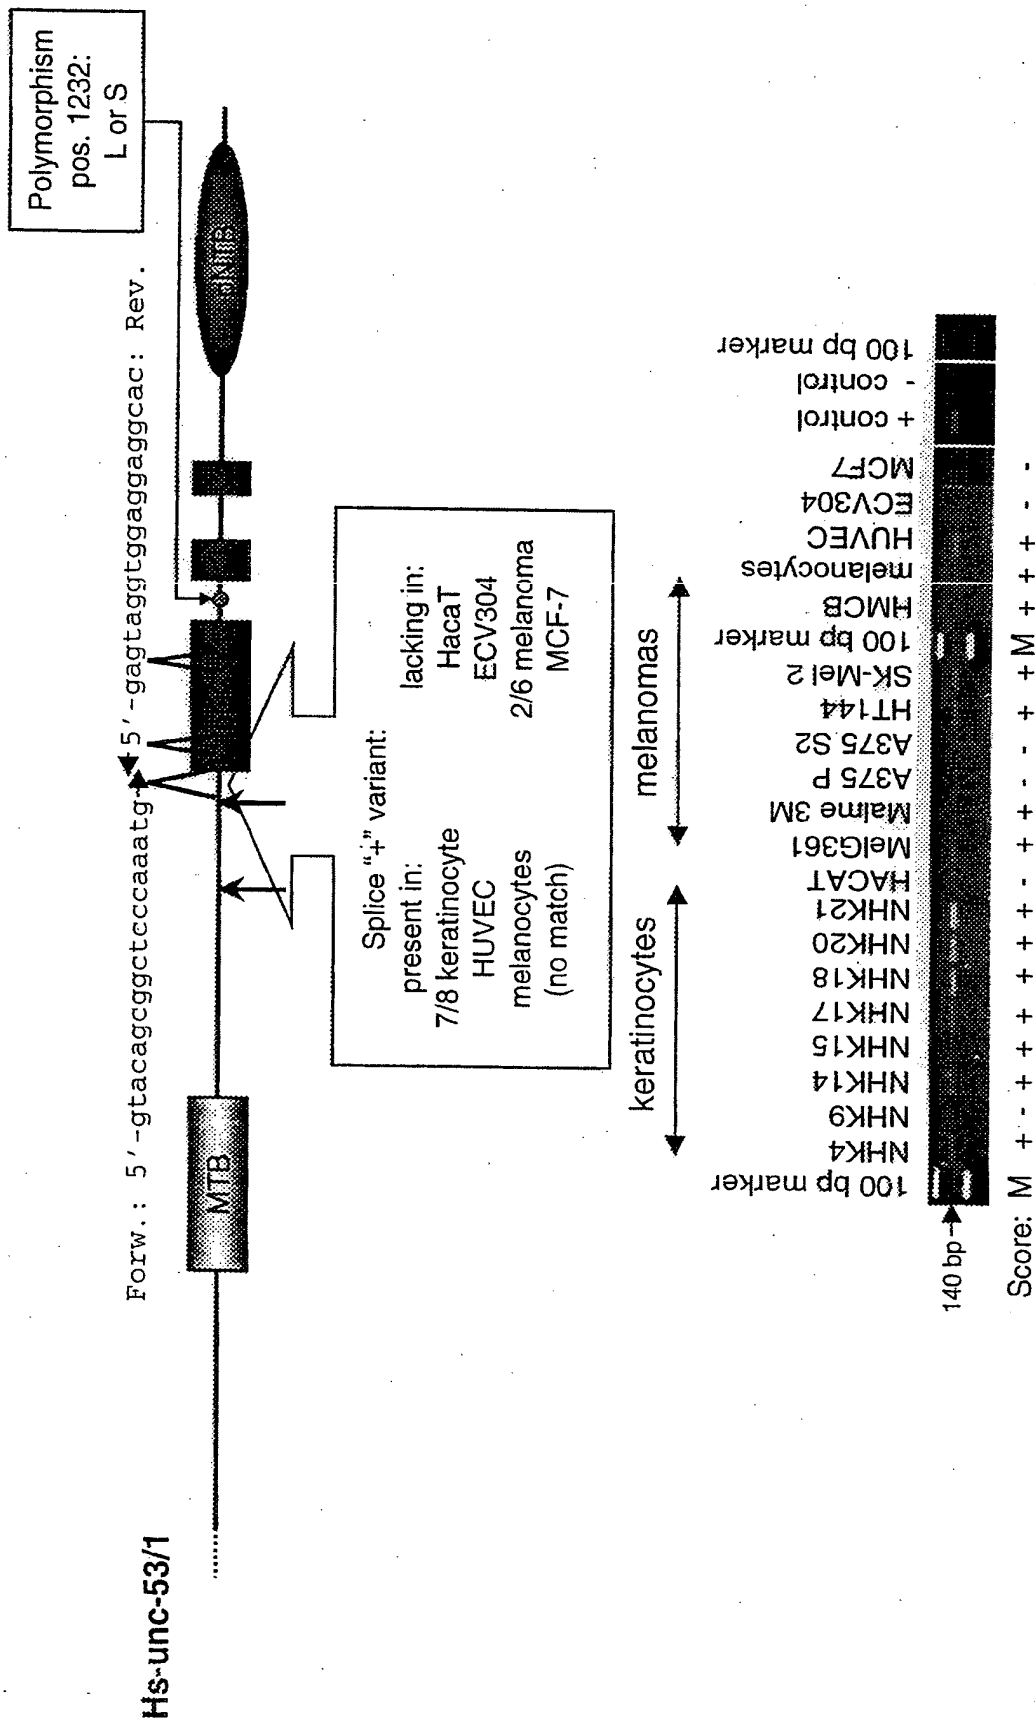 Hs-unc-53/1
Forw.: 5´-gtacagcggctcccaaatg
5´-gagtaggtggaggaggcac: Rev.
Polymorphism
pos. 1232:
L or S
MTB
dNTB
Splice "+" variant:
present in:
7/8 keratinocyte
HUVEC
melanocytes
(no match)
lacking in:
HacaT
ECV304
2/6 melanoma
MCF-7
keratinocytes
melanomas
100 bp marker
NHK4
NHK9
NHK14
NHK15
NHK17
NHK18
NHK20
NHK21
HACAT
MelG361
Malme 3M
A375 P
A375 S2
HT144
SK-Mel 2
100 bp marker
HMCB
melanocytes
HUVEC
ECV304
MCF7
+ control
- control
100 bp marker
140 bp
Score: M + - + + + + + + - + + - - + + M + + + - -